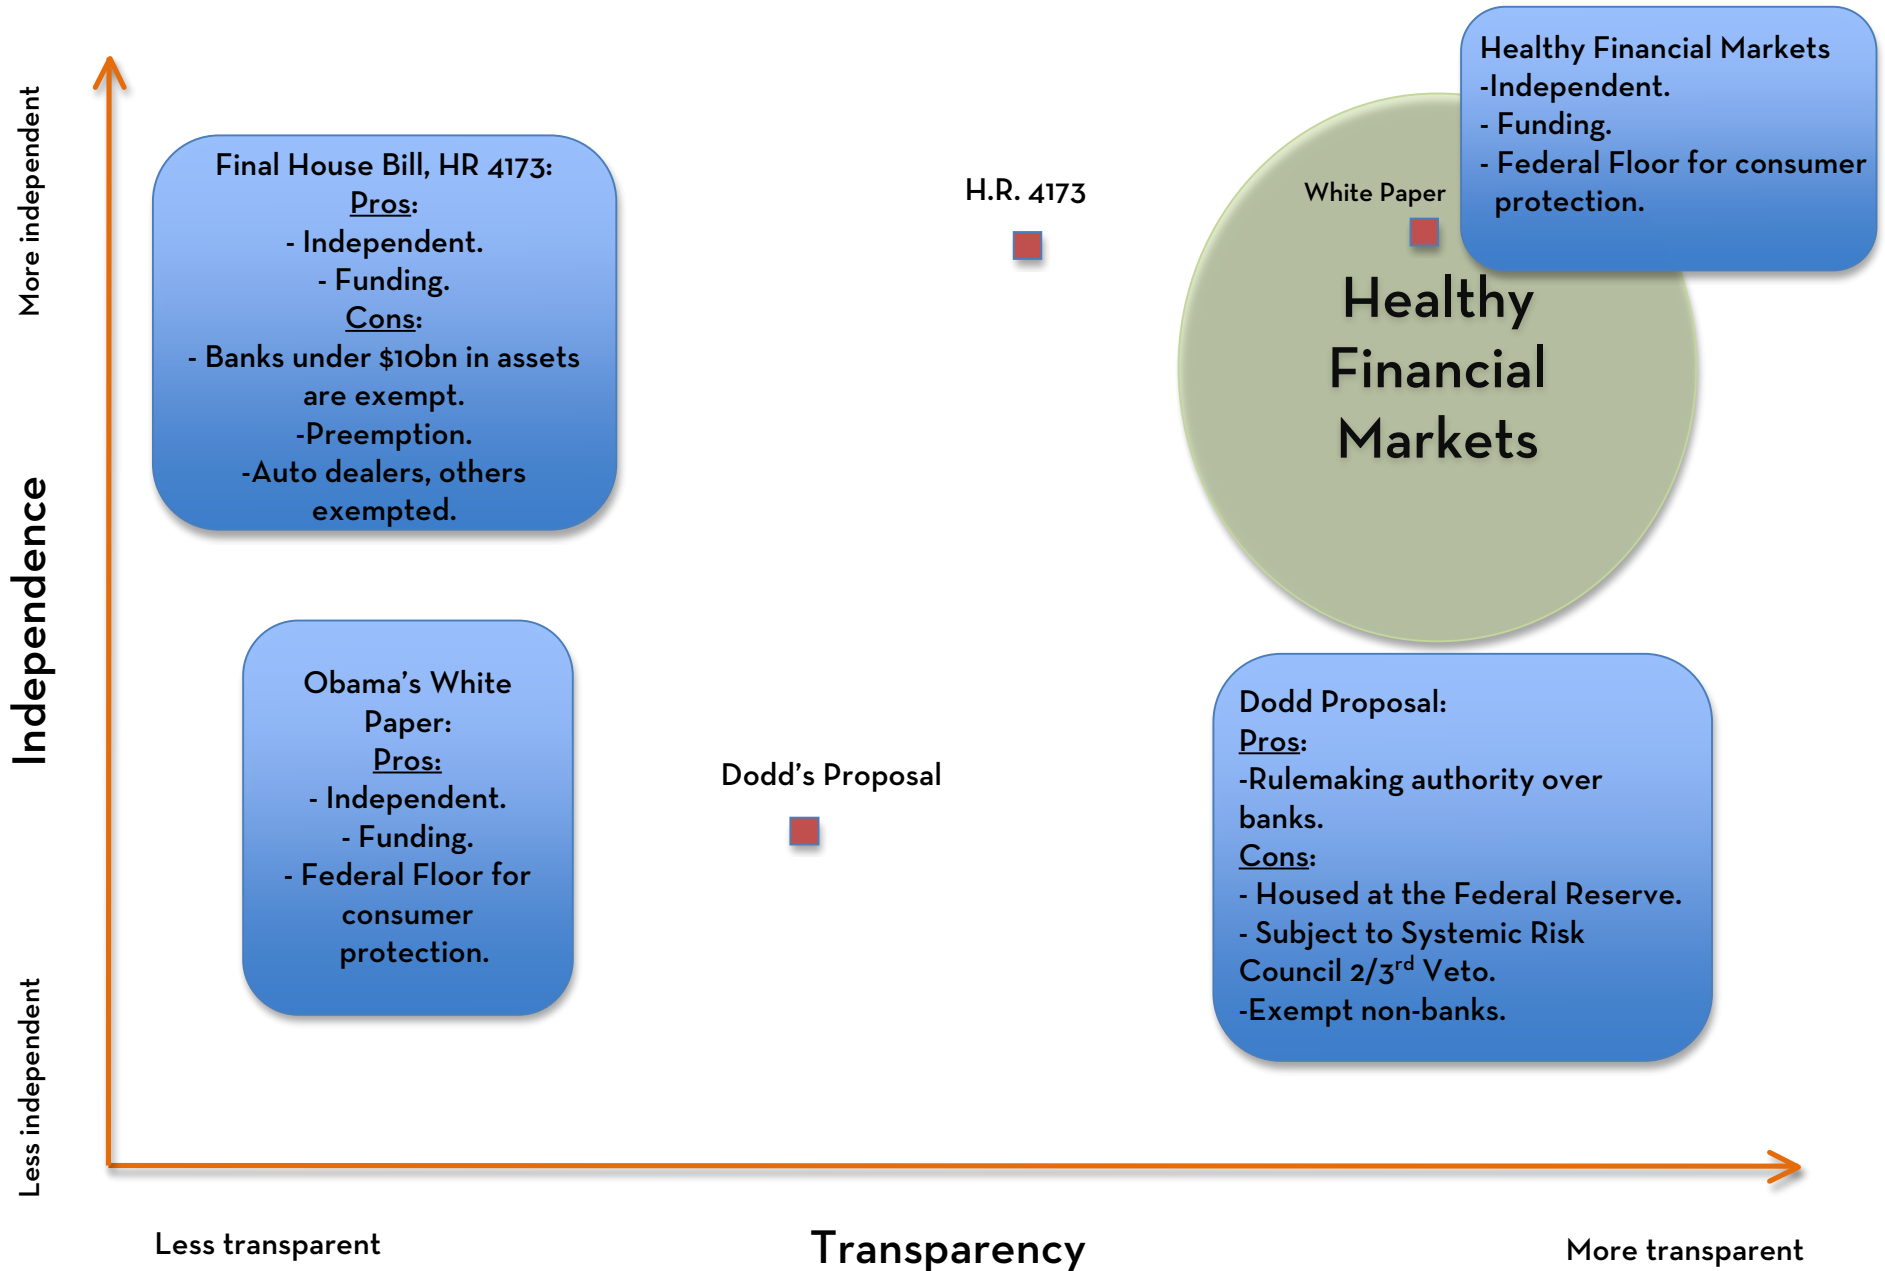 Healthy Financial Markets
-Independent.
- Funding.
- Federal Floor for consumer
protection.
More independent
Final House Bill, HR 4173:
Pros:
- Independent.
- Funding.
Cons:
- Banks under $10bn in assets
are exempt.
-Preemption.
-Auto dealers, others
exempted.
H.R. 4173
White Paper
Healthy
Financial
Markets
Independence
Obama's White
Paper:
Pros:
- Independent.
- Funding.
- Federal Floor for
consumer
protection.
Dodd's Proposal
Dodd Proposal:
Pros:
-Rulemaking authority over
banks.
Cons:
- Housed at the Federal Reserve.
- Subject to Systemic Risk
Council 2/3rd Veto.
-Exempt non-banks.
Less independent
Less transparent
Transparency
More transparent